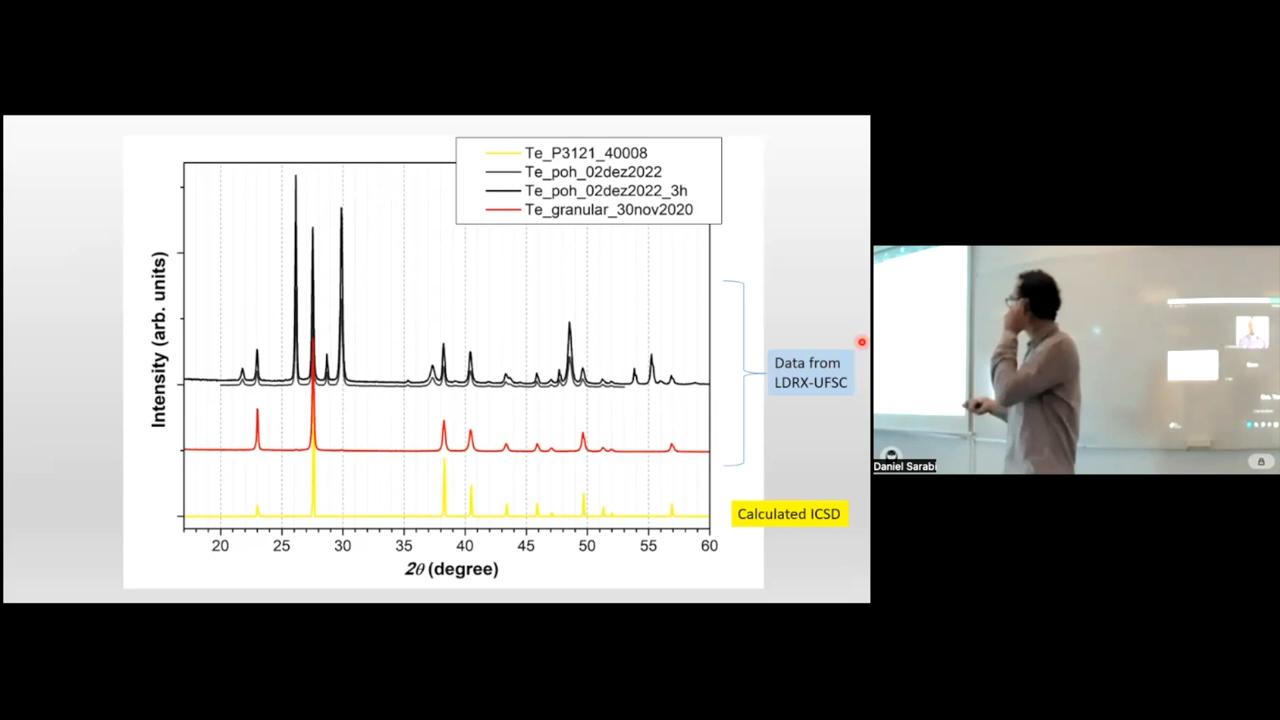 Te_P3121_40008
Te_poh_02dez2022
Te_poh_02dez2022_3h
Te_granular_30nov2020
Intensity (arb. units)
Data from
LDRX-UFSC
Calculated ICSD
20 25 30 35 40 45 50 55 60
2θ (degree)
Daniel Sarabi